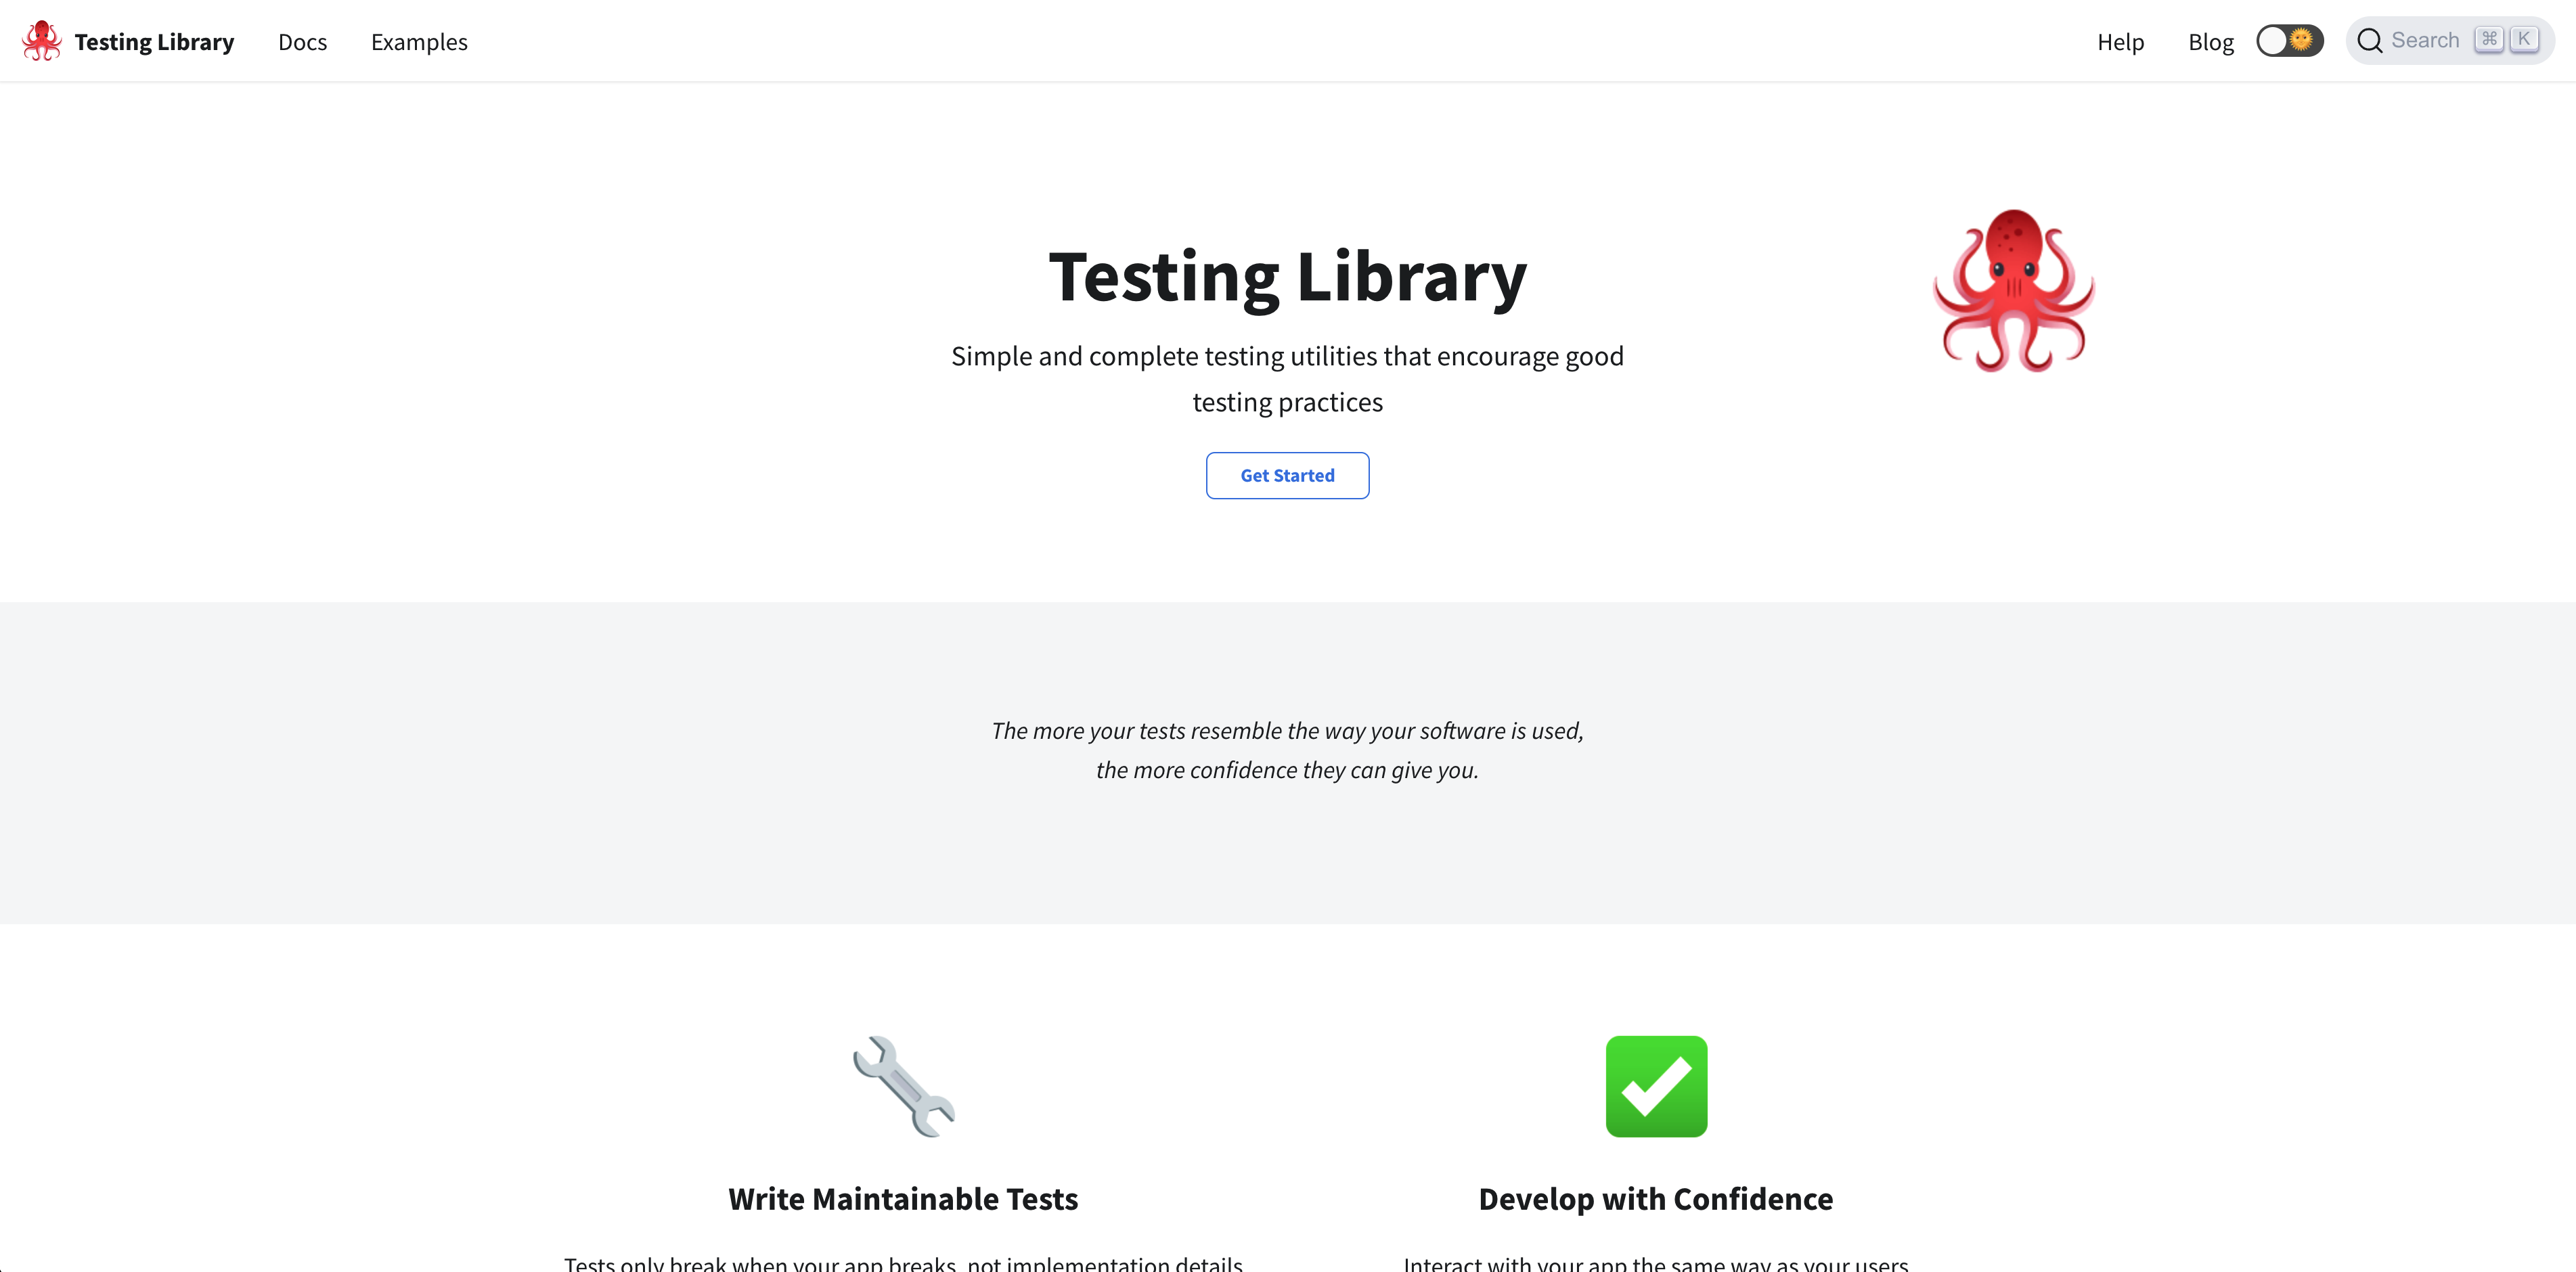 Testing Library
Docs
Examples
Help
Blog
Search
⌘
K
Testing Library
Simple and complete testing utilities that encourage good
testing practices
Get Started
The more your tests resemble the way your software is used,
the more confidence they can give you.
Write Maintainable Tests
Develop with Confidence
Tests only break when your app breaks, not implementation details
Interact with your app the same way as your users